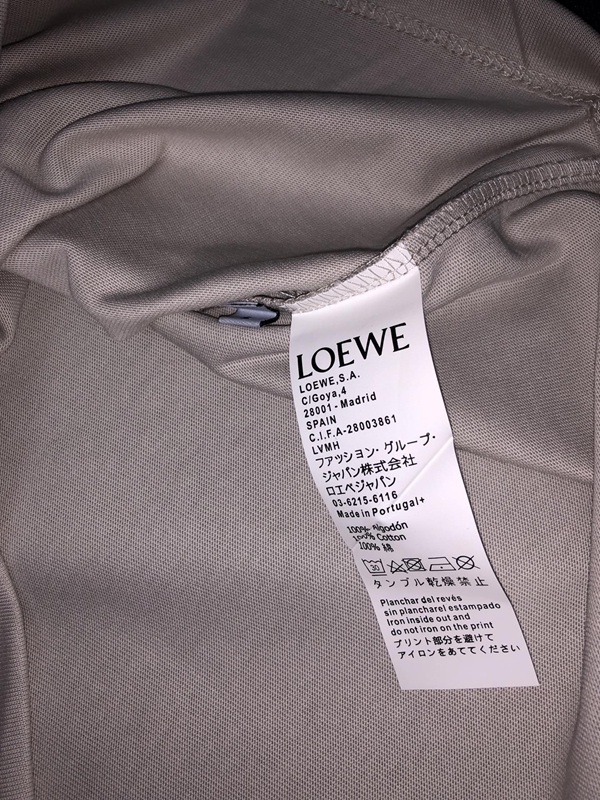 LOEWE
LOEWE,S.A.
C/Goya,4
28001-Madrid
SPAIN
C.I.F.A-28003861
LVMH
ファッション・グループ・
ジャパン株式会社
ロエベジャパン
03-6215-6116
Made in Portugal+
100% Algodón
100% Cotton
100% 綿
30
タンブル乾燥禁止
Planchar del revés
sin plancharel estampado
Iron inside out and
do not iron on the print
プリント部分を避けて
アイロンをあててください